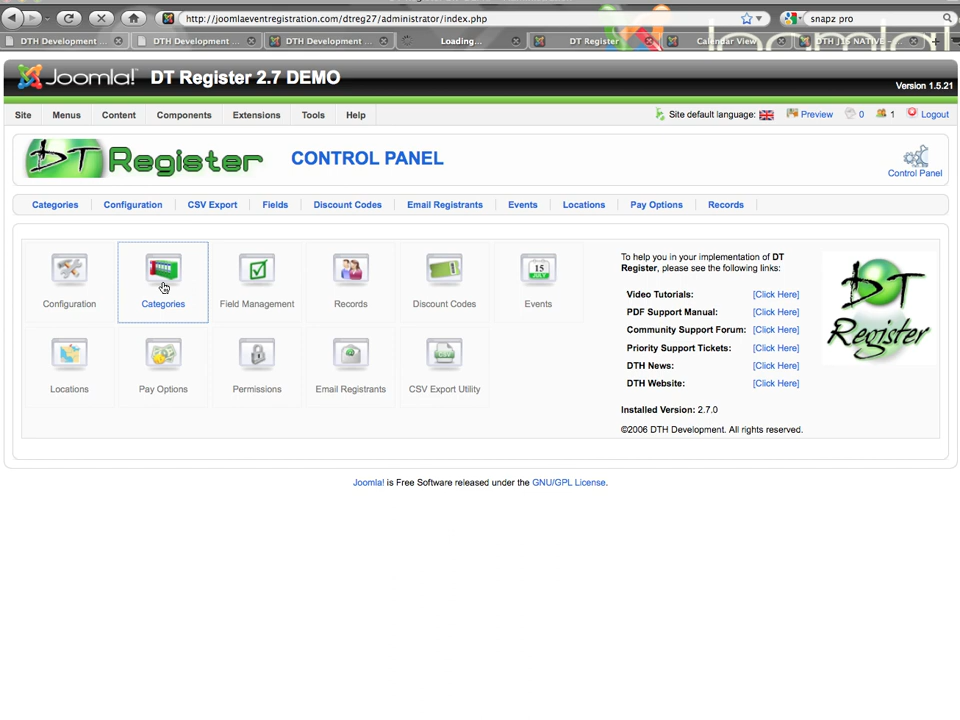 http://joomlaeventregistration.com/dtreg27/administrator/index.php
snapz pro
DTH Development ...
DTH Development ...
DTH Development ...
Loading...
DT Register
Calendar View
DTH J15 NATIVE -...
Joomla!
Joomla! DT Register 2.7 DEMO
Version 1.5.21
Site Menus Content Components Extensions Tools Help
Site default language: Preview 0 1 Logout
DT Register CONTROL PANEL
Control Panel
Categories Configuration CSV Export Fields Discount Codes Email Registrants Events Locations Pay Options Records
Configuration Categories Field Management Records Discount Codes Events
15
JULY
Locations Pay Options Permissions Email Registrants CSV Export Utility
CSV
To help you in your implementation of DT
Register, please see the following links:
Video Tutorials: [Click Here]
PDF Support Manual: [Click Here]
Community Support Forum: [Click Here]
Priority Support Tickets: [Click Here]
DTH News: [Click Here]
DTH Website: [Click Here]
Installed Version: 2.7.0
©2006 DTH Development. All rights reserved.
DT
Register
Joomla! is Free Software released under the GNU/GPL License.